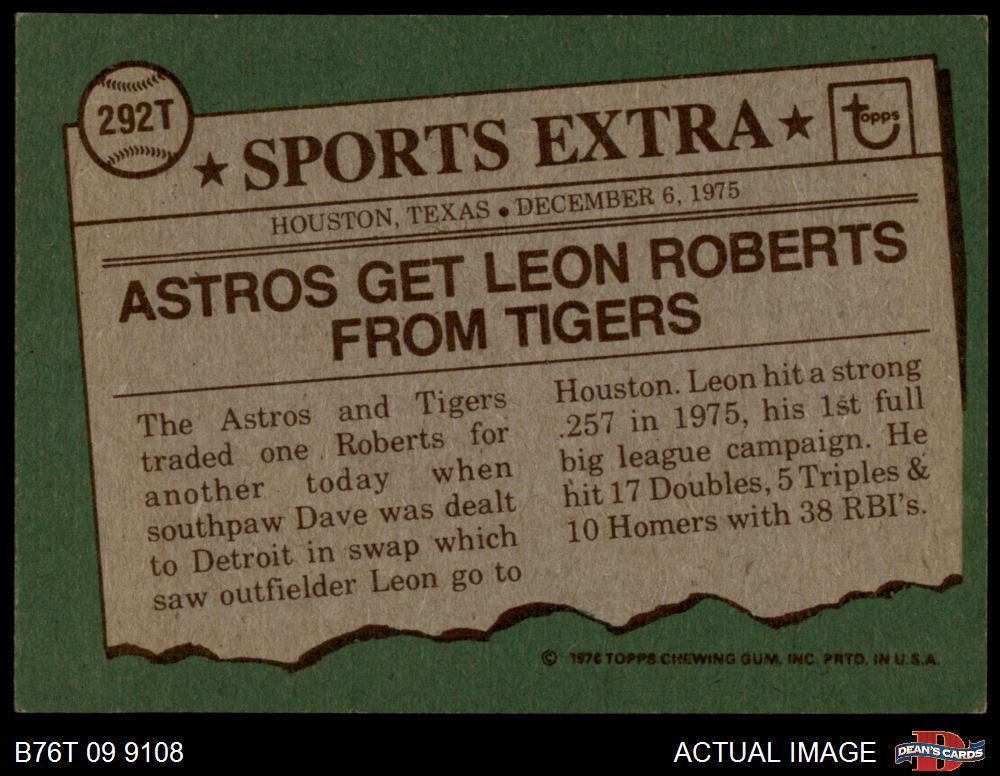 292T
★ SPORTS EXTRA ★
topps
HOUSTON, TEXAS • DECEMBER 6, 1975
ASTROS GET LEON ROBERTS
FROM TIGERS
The Astros and Tigers
traded one Roberts for
another today when
southpaw Dave was dealt
to Detroit in swap which
saw outfielder Leon go to
Houston. Leon hit a strong
.257 in 1975, his 1st full
big league campaign. He
hit 17 Doubles, 5 Triples &
10 Homers with 38 RBI's.
© 1976 TOPPS CHEWING GUM, INC. PRTD. IN U.S.A.
B76T 09 9108
ACTUAL IMAGE
DEAN'S CARDS